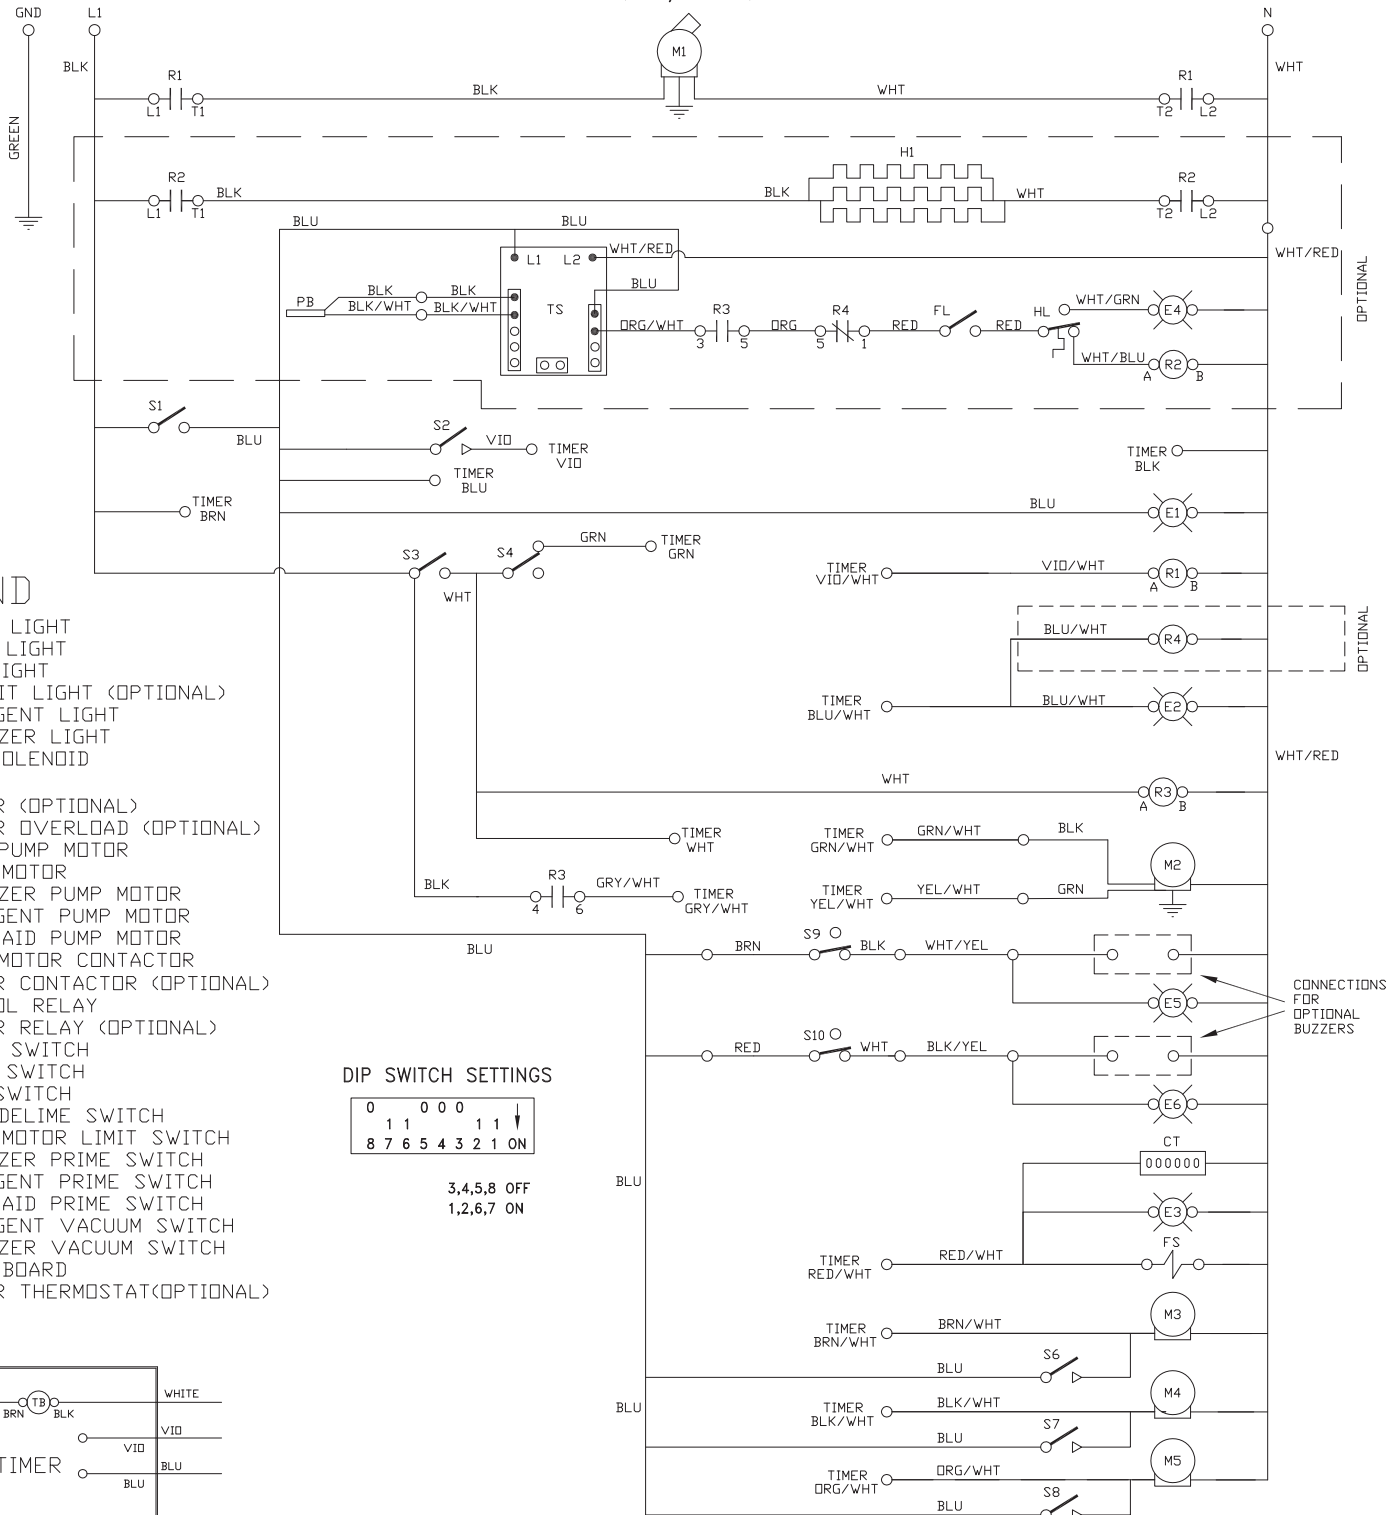 GND
L1
N
M1
BLK
WHT
R1
BLK
WHT
R1
L1
T1
T2
L2
GREEN
H1
R2
BLK
BLK
WHT
R2
L1
T1
T2
L2
BLU
BLU
WHT/RED
WHT/RED
L1
L2
OPTIONAL
BLK
BLK
BLU
PB
BLK/WHT
BLK/WHT
TS
WHT/GRN
E4
ORG/WHT
R3
ORG
R4
RED
FL
RED
HL
3
5
5
1
WHT/BLU
R2
A
B
S1
BLU
S2
VIO
TIMER
VIO
TIMER
BLK
TIMER
BLU
TIMER
BRN
BLU
E1
S3
S4
GRN
TIMER
GRN
WHT
TIMER
VIO/WHT
VIO/WHT
R1
A
B
BLU/WHT
R4
OPTIONAL
TIMER
BLU/WHT
BLU/WHT
E2
WHT/RED
WHT
R3
A
B
TIMER
WHT
TIMER
GRN/WHT
GRN/WHT
BLK
M2
BLK
R3
4
6
GRY/WHT
TIMER
GRY/WHT
TIMER
YEL/WHT
YEL/WHT
GRN
BLU
BRN
S9
BLK
WHT/YEL
E5
CONNECTIONS
FOR
OPTIONAL
BUZZERS
RED
S10
WHT
BLK/YEL
E6
ND
LIGHT
LIGHT
IGHT
IT LIGHT (OPTIONAL)
GENT LIGHT
ZER LIGHT
OLENOID
R (OPTIONAL)
R OVERLOAD (OPTIONAL)
PUMP MOTOR
MOTOR
ZER PUMP MOTOR
GENT PUMP MOTOR
AID PUMP MOTOR
MOTOR CONTACTOR
R CONTACTOR (OPTIONAL)
OL RELAY
R RELAY (OPTIONAL)
SWITCH
SWITCH
SWITCH
DELIME SWITCH
MOTOR LIMIT SWITCH
ZER PRIME SWITCH
GENT PRIME SWITCH
AID PRIME SWITCH
GENT VACUUM SWITCH
ZER VACUUM SWITCH
BOARD
R THERMOSTAT(OPTIONAL)
DIP SWITCH SETTINGS
0 0 0 0
1 1 1 1
8 7 6 5 4 3 2 1 ON
3,4,5,8 OFF
1,2,6,7 ON
BLU
CT
000000
E3
FS
TIMER
RED/WHT
RED/WHT
TIMER
BRN/WHT
BRN/WHT
M3
BLU
S6
BLU
TIMER
BLK/WHT
BLK/WHT
M4
BLU
S7
TIMER
ORG/WHT
ORG/WHT
M5
BLU
S8
TB
BRN
BLK
WHITE
VIO
VIO
TIMER
BLU
BLU